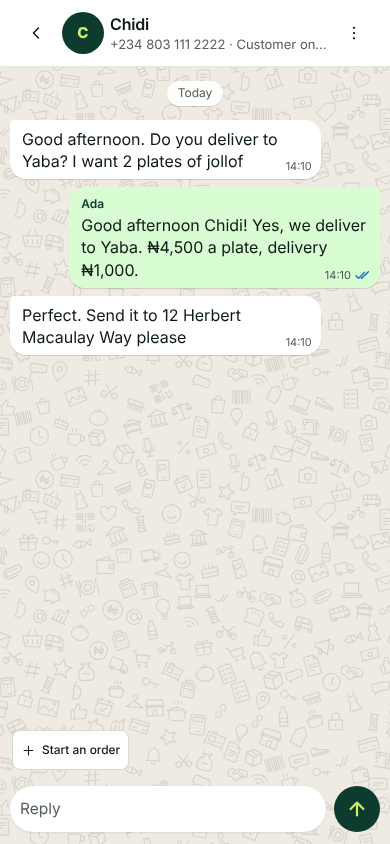 C
Chidi
+234 803 111 2222 · Customer on...
Today
Good afternoon. Do you deliver to
Yaba? I want 2 plates of jollof
14:10
Ada
Good afternoon Chidi! Yes, we deliver
to Yaba. ₦4,500 a plate, delivery
₦1,000.
14:10
Perfect. Send it to 12 Herbert
Macaulay Way please
14:10
+ Start an order
Reply